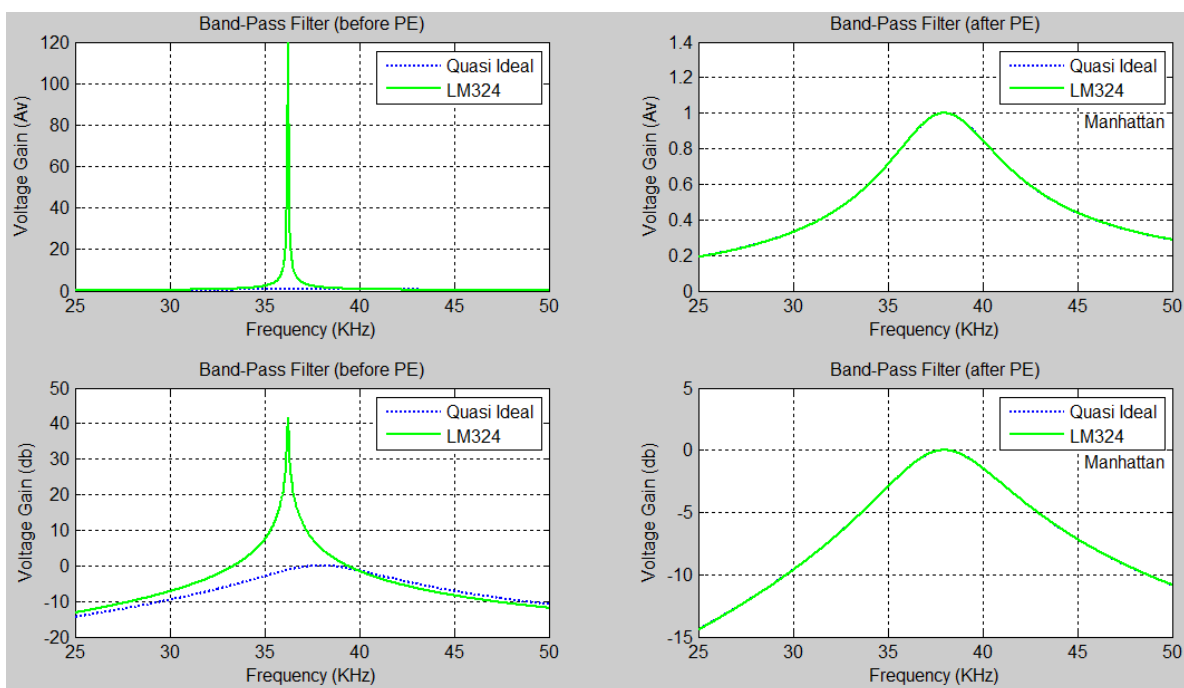 Band-Pass Filter (before PE)
120
100
80
60
40
20
0
Voltage Gain (Av)
25 30 35 40 45 50
Frequency (KHz)
Quasi Ideal
LM324
Band-Pass Filter (after PE)
1.4
1.2
1
0.8
0.6
0.4
0.2
0
Voltage Gain (Av)
25 30 35 40 45 50
Frequency (KHz)
Quasi Ideal
LM324
Manhattan
Band-Pass Filter (before PE)
50
40
30
20
10
0
-10
-20
Voltage Gain (db)
25 30 35 40 45 50
Frequency (KHz)
Quasi Ideal
LM324
Band-Pass Filter (after PE)
5
0
-5
-10
-15
Voltage Gain (db)
25 30 35 40 45 50
Frequency (KHz)
Quasi Ideal
LM324
Manhattan